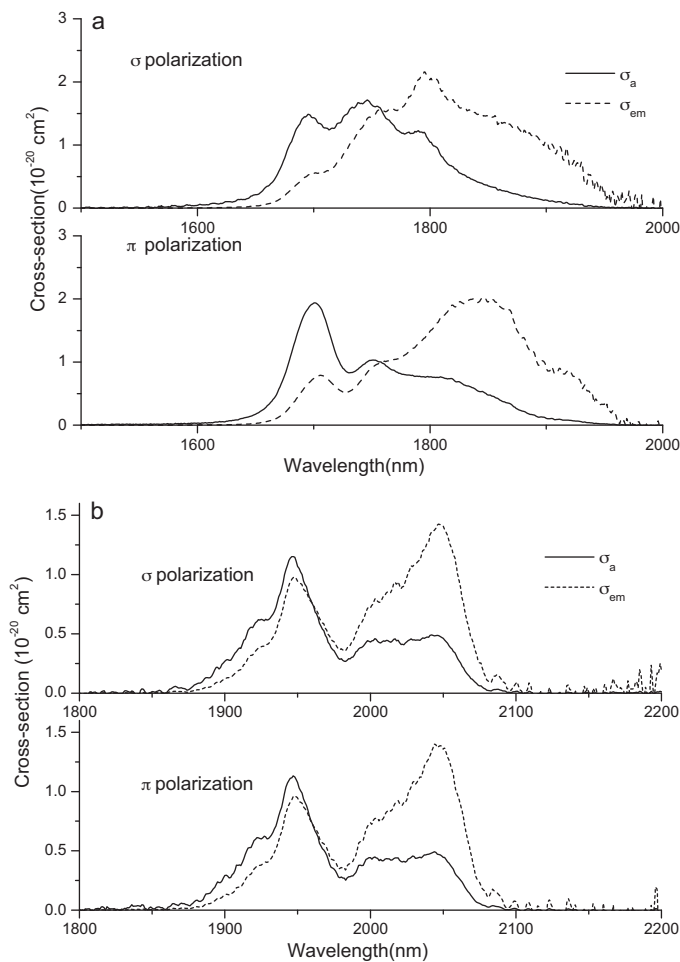 a
3
σ polarization
σa
σem
2
1
0
1600 1800 2000
3
π polarization
2
1
0
1600 1800 2000
Cross-section(10-20 cm2)
Wavelength(nm)
b
1.5
σ polarization
σa
σem
1.0
0.5
0.0
1800 1900 2000 2100 2200
1.5
π polarization
1.0
0.5
0.0
1800 1900 2000 2100 2200
Cross-section (10-20 cm2)
Wavelength(nm)